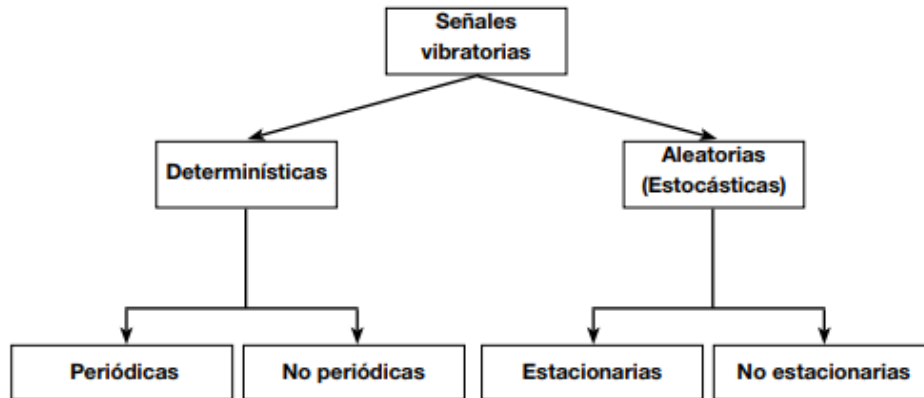 Señales
vibratorias
Determinísticas
Aleatorias
(Estocásticas)
Periódicas
No periódicas
Estacionarias
No estacionarias